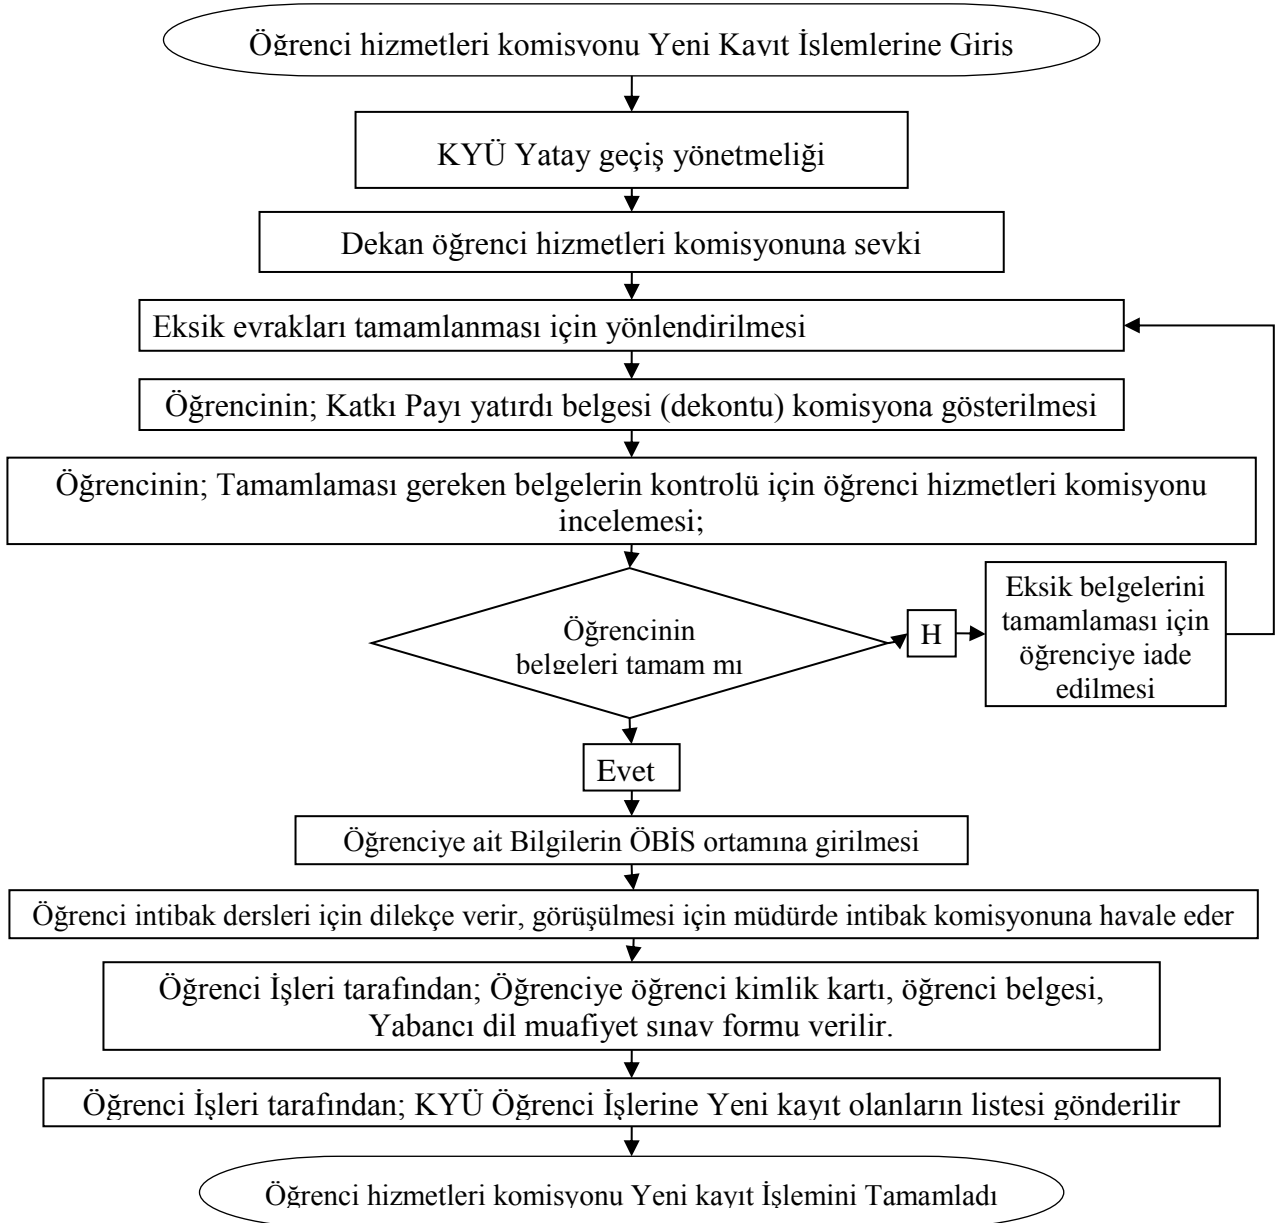 Öğrenci hizmetleri komisyonu Yeni Kayıt İşlemlerine Giriş
KYÜ Yatay geçiş yönetmeliği
Dekan öğrenci hizmetleri komisyonuna sevki
Eksik evrakları tamamlanması için yönlendirilmesi
Öğrencinin; Katkı Payı yatırdı belgesi (dekontu) komisyona gösterilmesi
Öğrencinin; Tamamlaması gereken belgelerin kontrolü için öğrenci hizmetleri komisyonu
incelemesi;
Öğrencinin
belgeleri tamam mı
H
Eksik belgelerini
tamamlaması için
öğrenciye iade
edilmesi
Evet
Öğrenciye ait Bilgilerin ÖBİS ortamına girilmesi
Öğrenci intibak dersleri için dilekçe verir, görüşülmesi için müdürde intibak komisyonuna havale eder
Öğrenci İşleri tarafından; Öğrenciye öğrenci kimlik kartı, öğrenci belgesi,
Yabancı dil muafiyet sınav formu verilir.
Öğrenci İşleri tarafından; KYÜ Öğrenci İşlerine Yeni kayıt olanların listesi gönderilir
Öğrenci hizmetleri komisyonu Yeni kayıt İşlemini Tamamladı